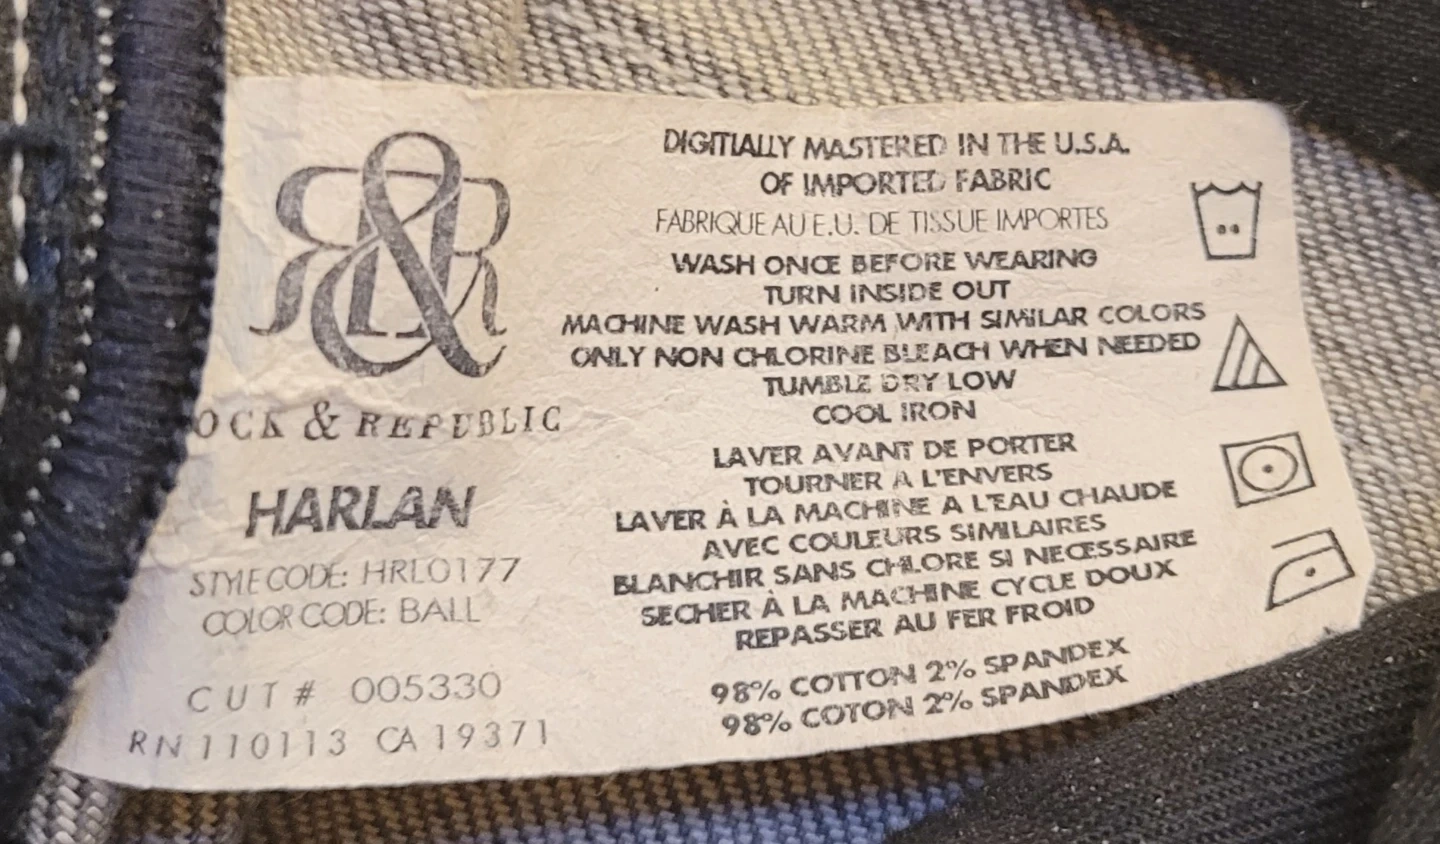 R&R
OCK & REPUBLIC
HARLAN
STYLE CODE: HRL0177
COLOR CODE: BALL
CUT # 005330
RN 110113 CA 19371
DIGITIALLY MASTERED IN THE U.S.A.
OF IMPORTED FABRIC
FABRIQUE AU E.U. DE TISSUE IMPORTES
WASH ONCE BEFORE WEARING
TURN INSIDE OUT
MACHINE WASH WARM WITH SIMILAR COLORS
ONLY NON CHLORINE BLEACH WHEN NEEDED
TUMBLE DRY LOW
COOL IRON
LAVER AVANT DE PORTER
TOURNER A L'ENVERS
LAVER À LA MACHINE A L'EAU CHAUDE
AVEC COULEURS SIMILAIRES
BLANCHIR SANS CHLORE SI NECESSAIRE
SECHER À LA MACHINE CYCLE DOUX
REPASSER AU FER FROID
98% COTTON 2% SPANDEX
98% COTON 2% SPANDEX